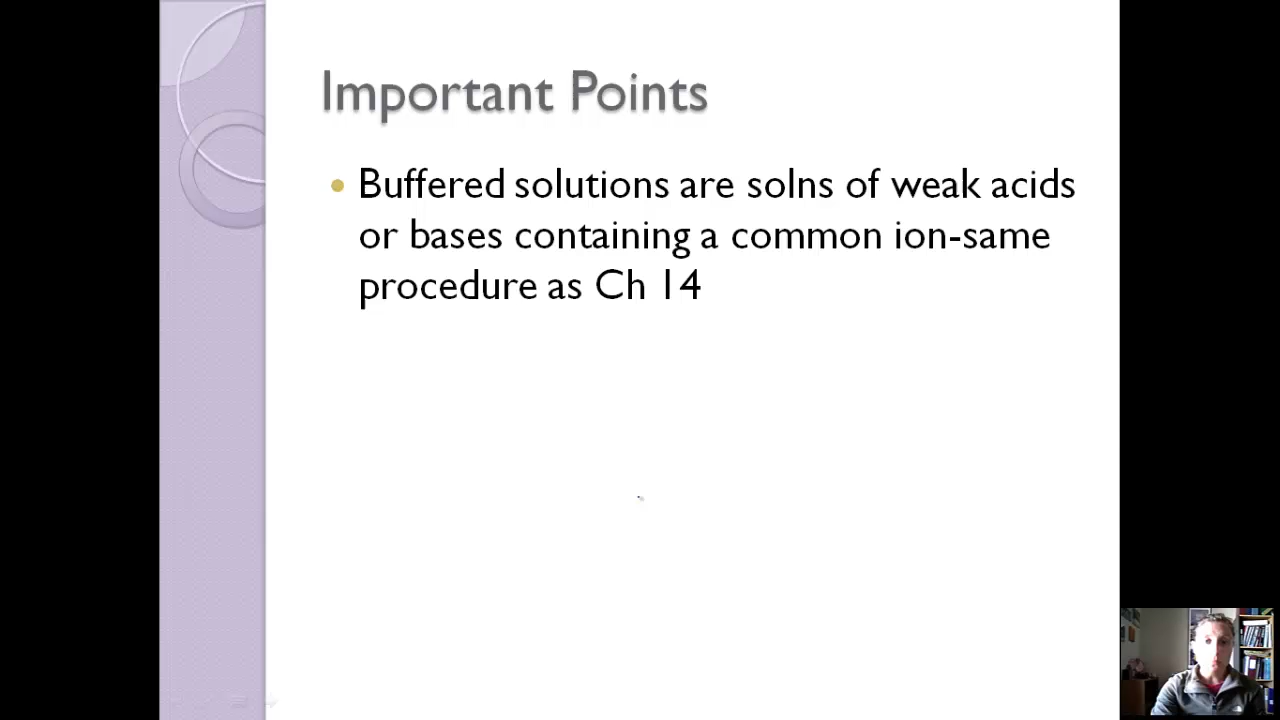 Important Points
Buffered solutions are solns of weak acids
or bases containing a common ion-same
procedure as Ch 14